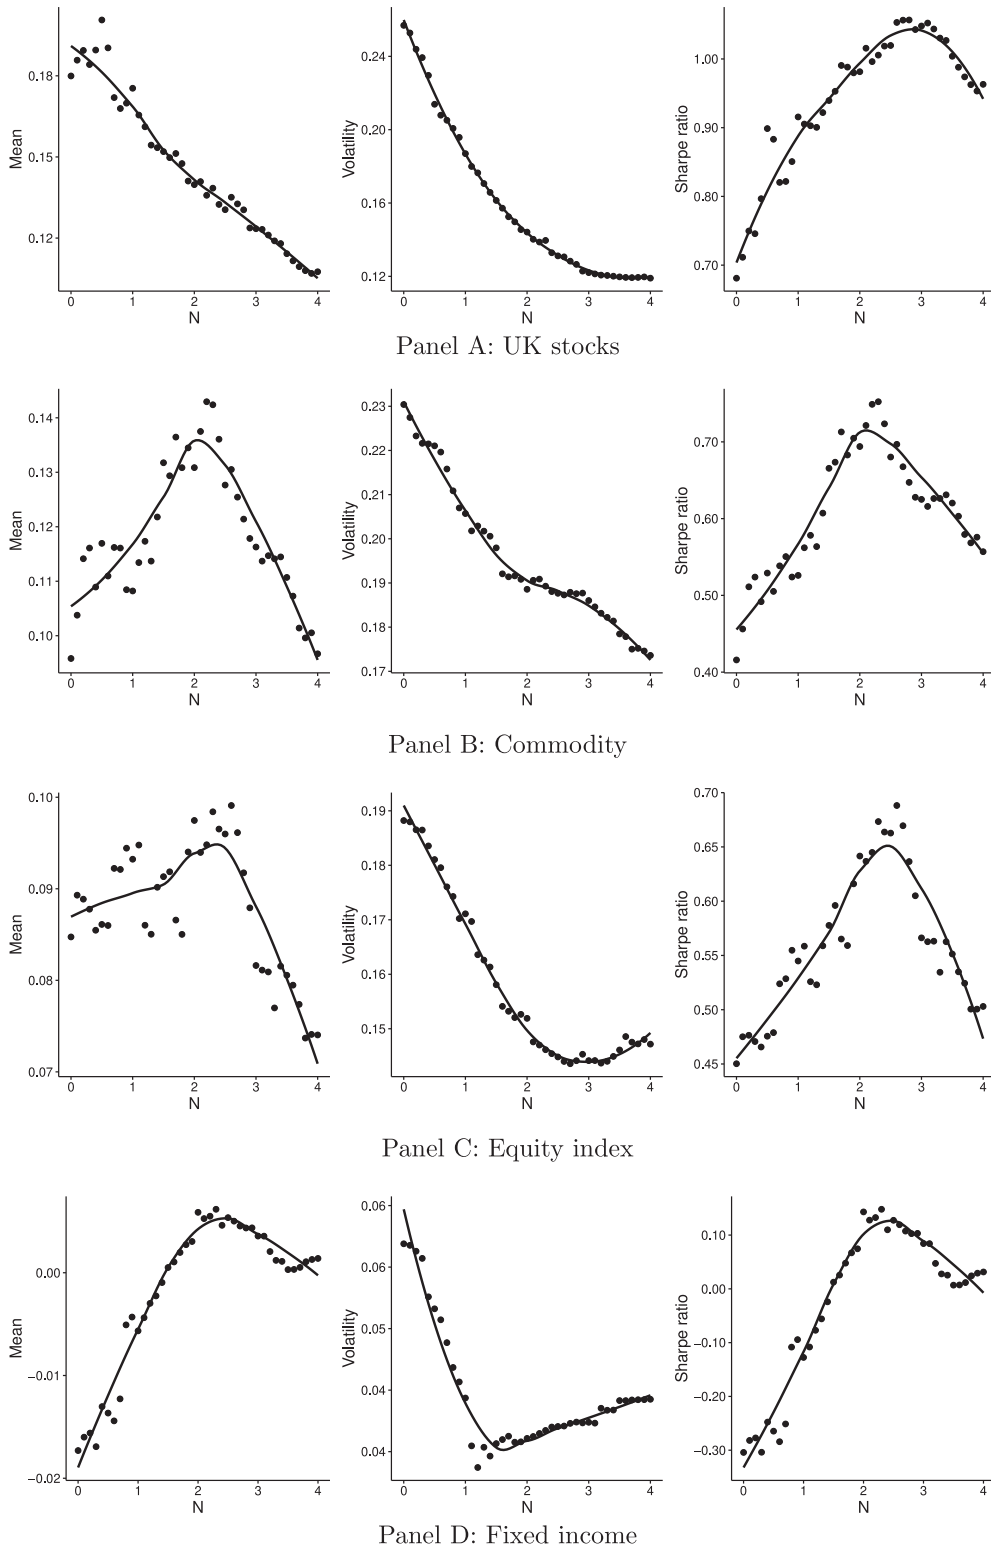 Mean
0.18
0.15
0.12
0 1 2 3 4
N
Volatility
0.24
0.20
0.16
0.12
0 1 2 3 4
N
Sharpe ratio
1.00
0.90
0.80
0.70
0 1 2 3 4
N
Panel A: UK stocks
Mean
0.14
0.13
0.12
0.11
0.10
0 1 2 3 4
N
Volatility
0.23
0.22
0.21
0.20
0.19
0.18
0.17
0 1 2 3 4
N
Sharpe ratio
0.70
0.60
0.50
0.40
0 1 2 3 4
N
Panel B: Commodity
Mean
0.10
0.09
0.08
0.07
0 1 2 3 4
N
Volatility
0.19
0.18
0.17
0.16
0.15
0 1 2 3 4
N
Sharpe ratio
0.70
0.65
0.60
0.55
0.50
0.45
0 1 2 3 4
N
Panel C: Equity index
Mean
0.00
−0.01
−0.02
0 1 2 3 4
N
Volatility
0.06
0.06
0.05
0.04
0.04
0 1 2 3 4
N
Sharpe ratio
0.10
0.00
−0.10
−0.20
−0.30
0 1 2 3 4
N
Panel D: Fixed income